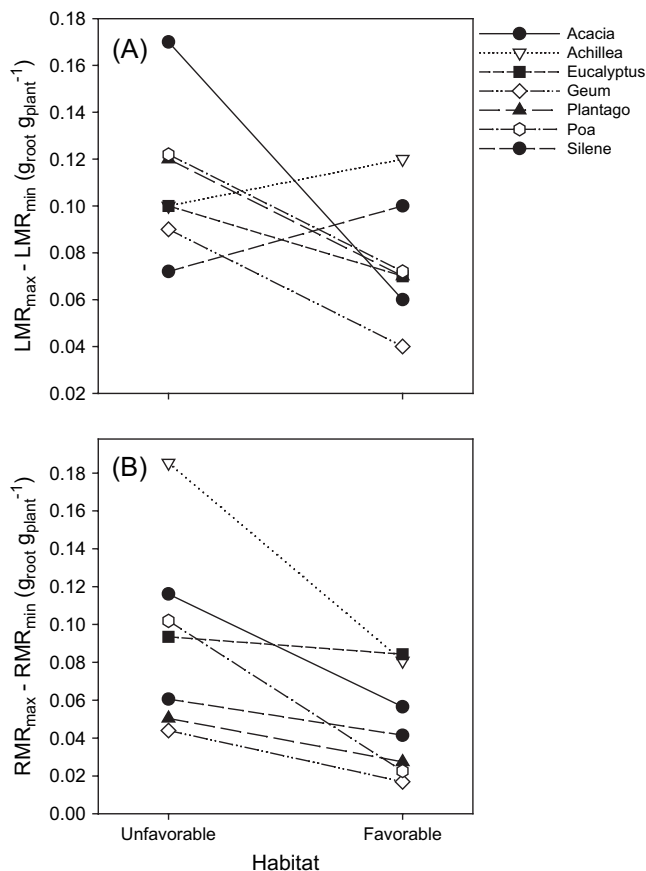 0.18
0.16
0.14
0.12
0.10
0.08
0.06
0.04
0.02
LMRmax - LMRmin (groot gplant-1)
(A)
Acacia
Achillea
Eucalyptus
Geum
Plantago
Poa
Silene
0.18
0.16
0.14
0.12
0.10
0.08
0.06
0.04
0.02
0.00
RMRmax - RMRmin (groot gplant-1)
(B)
Unfavorable
Favorable
Habitat